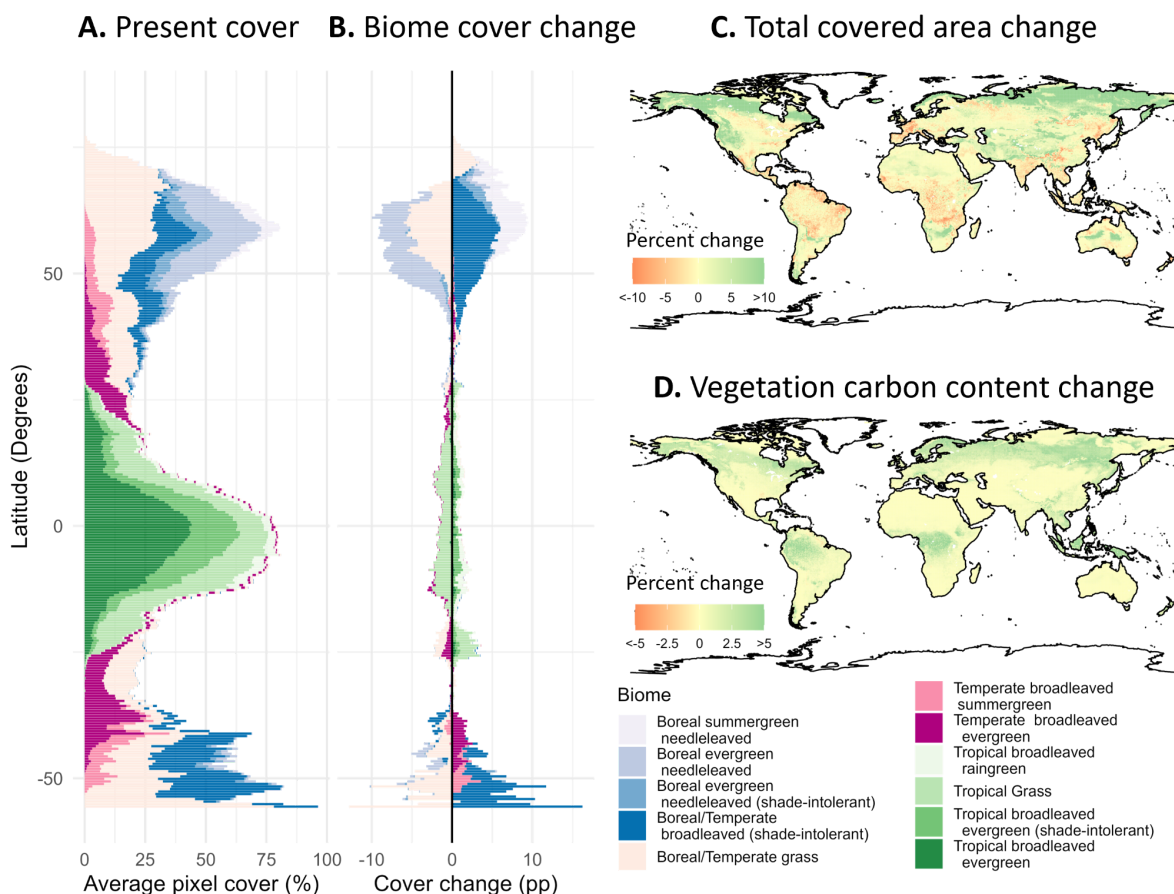 A. Present cover
B. Biome cover change
C. Total covered area change
Latitude (Degrees)
50
0
-50
0
25
50
75
100
Average pixel cover (%)
-10
0
10
Cover change (pp)
Percent change
<-10
-5
0
5
>10
D. Vegetation carbon content change
Percent change
<-5
-2.5
0
2.5
>5
Biome
Boreal summergreen
needleleaved
Boreal evergreen
needleleaved
Boreal evergreen
needleleaved (shade-intolerant)
Boreal/Temperate
broadleaved (shade-intolerant)
Boreal/Temperate grass
Temperate broadleaved
summergreen
Temperate broadleaved
evergreen
Tropical broadleaved
raingreen
Tropical Grass
Tropical broadleaved
evergreen (shade-intolerant)
Tropical broadleaved
evergreen